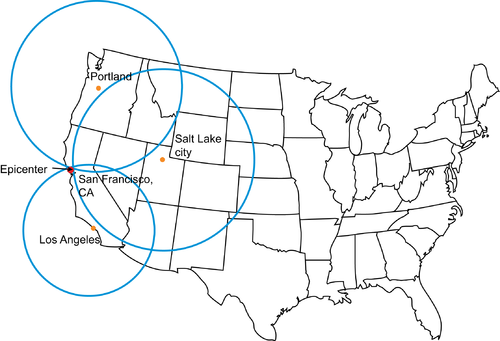 Portland
Salt Lake
city
Epicenter
San Francisco,
CA
Los Angeles